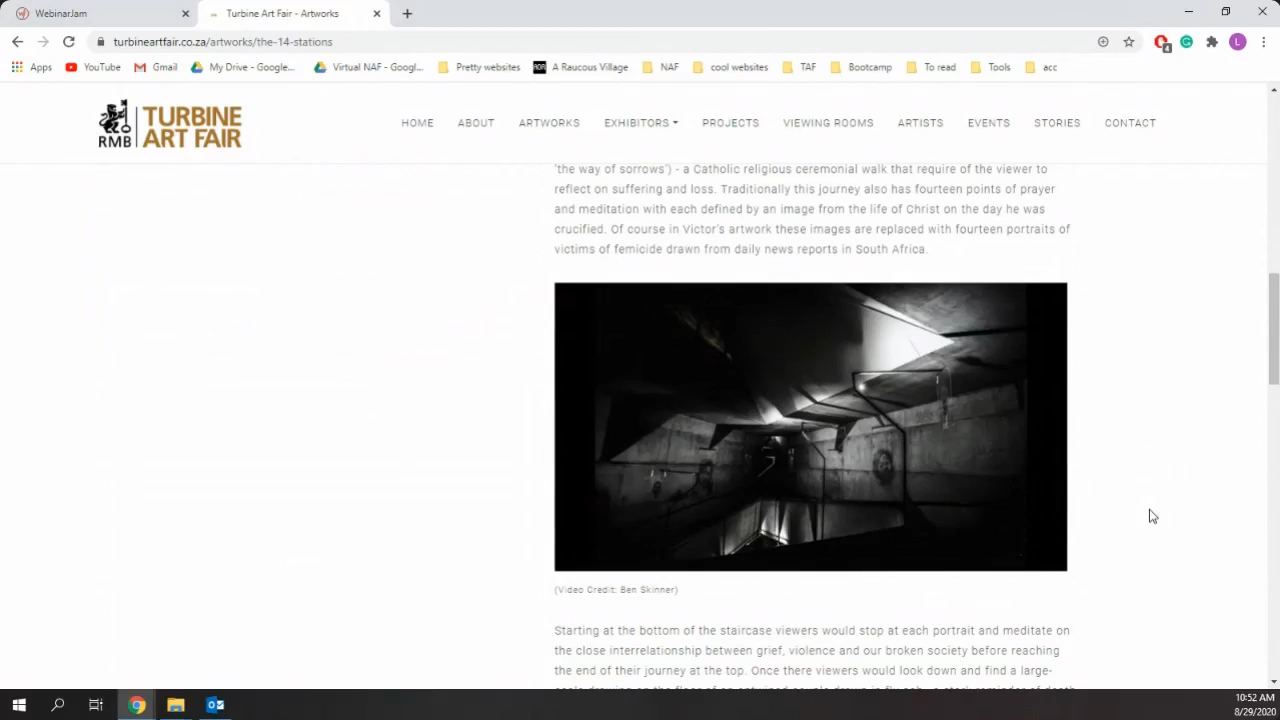 WebinarJam
Turbine Art Fair - Artworks
turbineartfair.co.za/artworks/the-14-stations
4
L
Apps YouTube Gmail My Drive - Google... Virtual NAF - Googl... Pretty websites AOR A Raucous Village NAF cool websites TAF Bootcamp To read Tools acc
RMB TURBINE
ART FAIR
HOME ABOUT ARTWORKS EXHIBITORS PROJECTS VIEWING ROOMS ARTISTS EVENTS STORIES CONTACT
'the way of sorrows') - a Catholic religious ceremonial walk that require of the viewer to
reflect on suffering and loss. Traditionally this journey also has fourteen points of prayer
and meditation with each defined by an image from the life of Christ on the day he was
crucified. Of course in Victor's artwork these images are replaced with fourteen portraits of
victims of femicide drawn from daily news reports in South Africa.
(Video Credit: Ben Skinner)
Starting at the bottom of the staircase viewers would stop at each portrait and meditate on
the close interrelationship between grief, violence and our broken society before reaching
the end of their journey at the top. Once there viewers would look down and find a large-
10:52 AM
8/29/2020